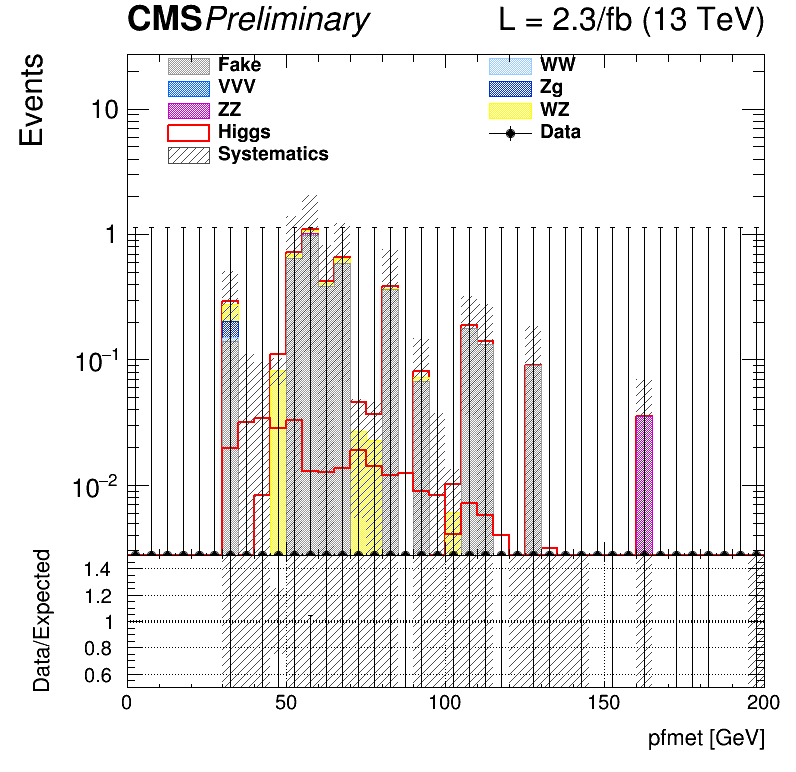 CMS Preliminary L = 2.3/fb (13 TeV)
Events
Fake WW
VVV Zg
ZZ WZ
Higgs Data
Systematics
10
1
10⁻¹
10⁻²
Data/Expected
1.4
1.2
1
0.8
0.6
0 50 100 150 200
pfmet [GeV]